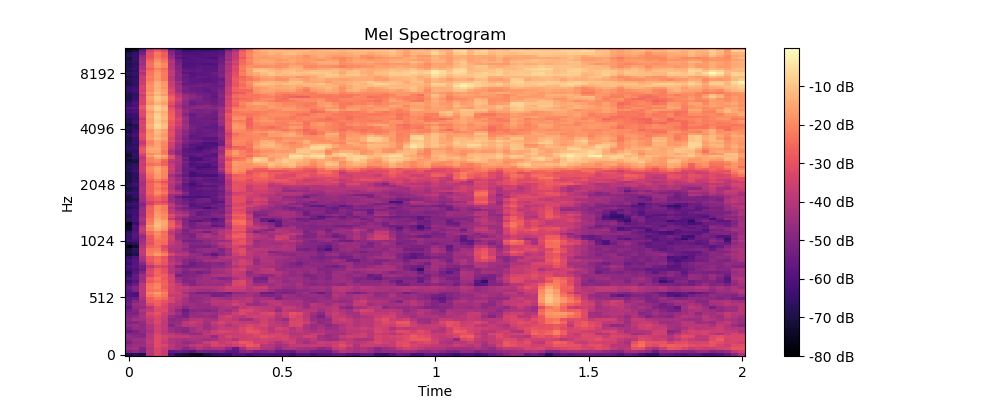 Mel Spectrogram
Hz
8192
4096
2048
1024
512
0
0
0.5
1
1.5
2
Time
-10 dB
-20 dB
-30 dB
-40 dB
-50 dB
-60 dB
-70 dB
-80 dB